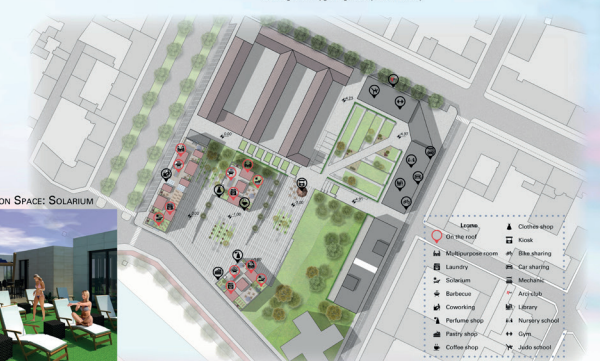 ON SPACE: SOLARIUM
On the roof
Multipurpose room
Laundry
Solarium
Barbecue
Coworking
Perfume shop
Pastry shop
Coffee shop
Clothes shop
Kiosk
Bike sharing
Car sharing
Mechanic
Arci-club
Library
Nursery school
Gym
Judo school